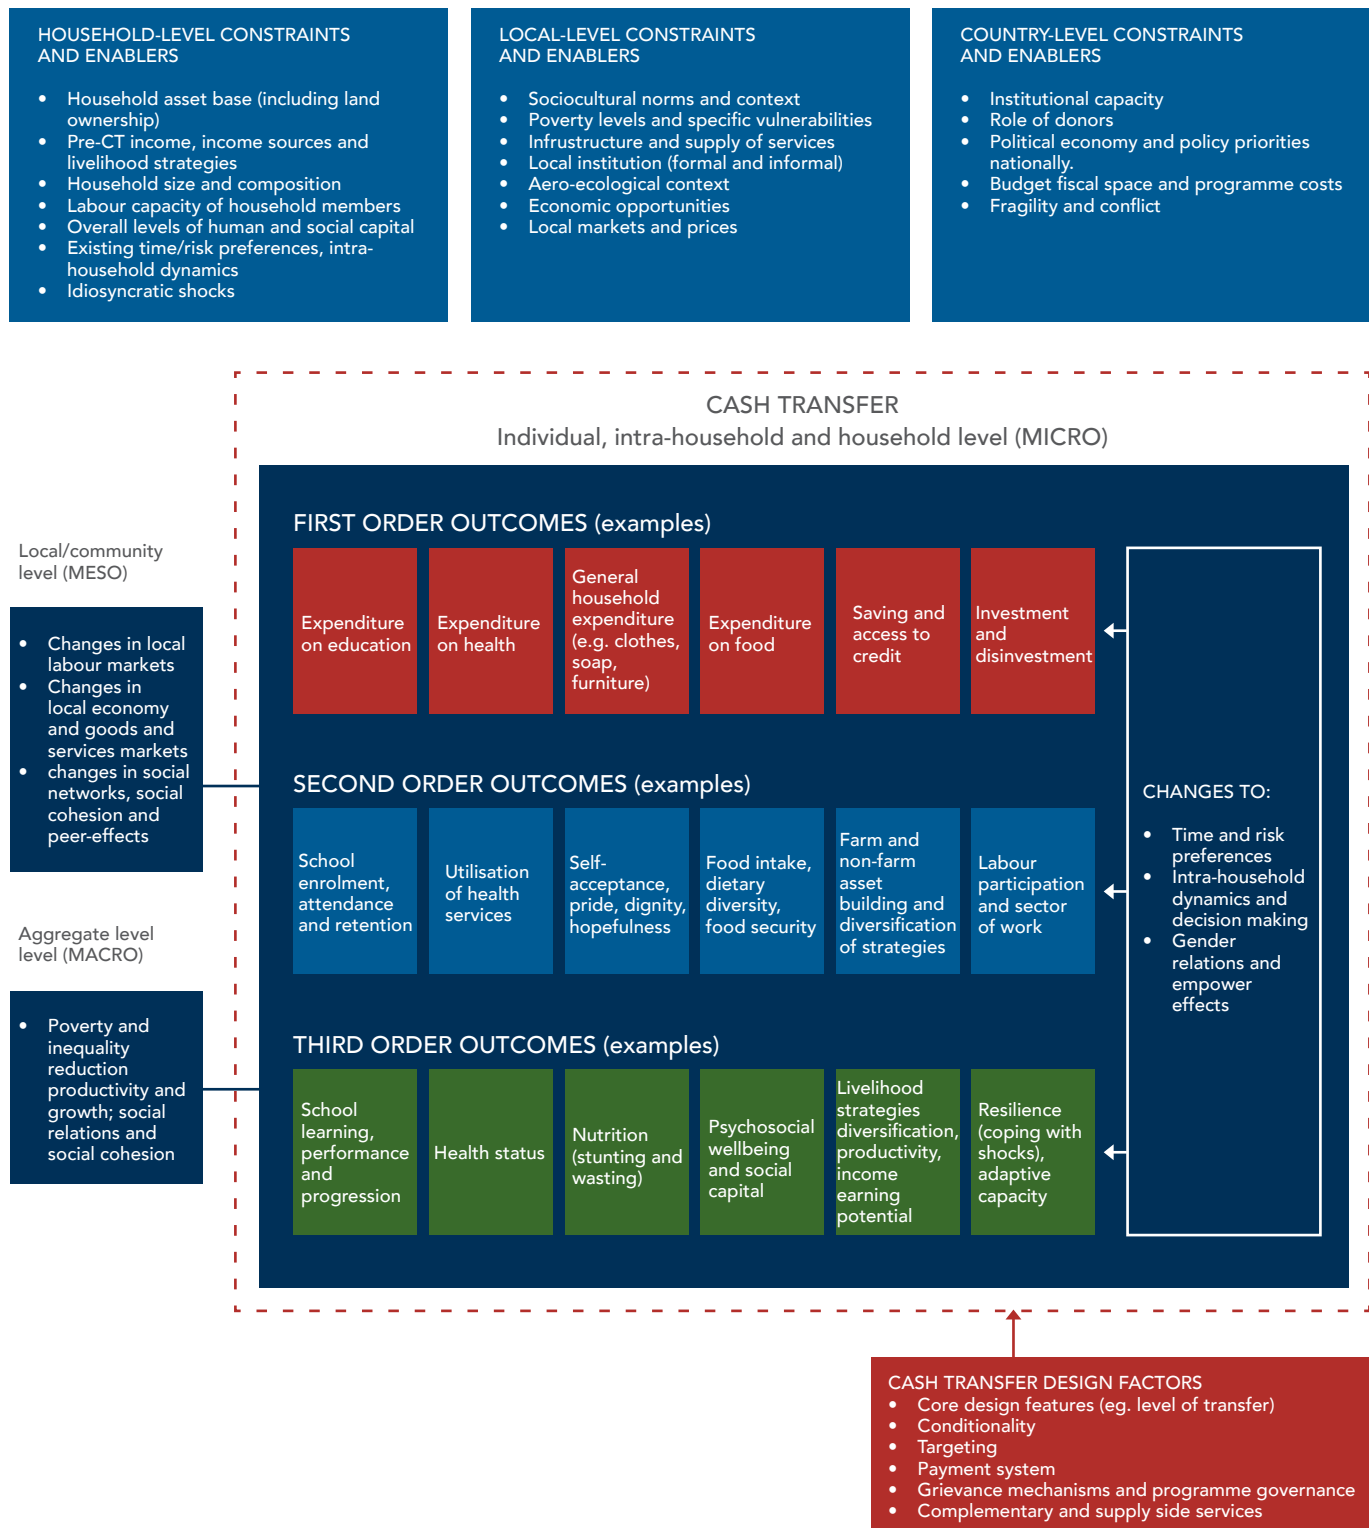 HOUSEHOLD-LEVEL CONSTRAINTS
AND ENABLERS
• Household asset base (including land
ownership)
• Pre-CT income, income sources and
livelihood strategies
• Household size and composition
• Labour capacity of household members
• Overall levels of human and social capital
• Existing time/risk preferences, intra-
household dynamics
• Idiosyncratic shocks
LOCAL-LEVEL CONSTRAINTS
AND ENABLERS
• Sociocultural norms and context
• Poverty levels and specific vulnerabilities
• Infrustructure and supply of services
• Local institution (formal and informal)
• Aero-ecological context
• Economic opportunities
• Local markets and prices
COUNTRY-LEVEL CONSTRAINTS
AND ENABLERS
• Institutional capacity
• Role of donors
• Political economy and policy priorities
nationally.
• Budget fiscal space and programme costs
• Fragility and conflict
CASH TRANSFER
Individual, intra-household and household level (MICRO)
Local/community
level (MESO)
• Changes in local
labour markets
• Changes in
local economy
and goods and
services markets
• changes in social
networks, social
cohesion and
peer-effects
Aggregate level
level (MACRO)
• Poverty and
inequality
reduction
productivity and
growth; social
relations and
social cohesion
FIRST ORDER OUTCOMES (examples)
Expenditure
on education
Expenditure
on health
General
household
expenditure
(e.g. clothes,
soap,
furniture)
Expenditure
on food
Saving and
access to
credit
Investment
and
disinvestment
SECOND ORDER OUTCOMES (examples)
School
enrolment,
attendance
and retention
Utilisation
of health
services
Self-
acceptance,
pride, dignity,
hopefulness
Food intake,
dietary
diversity,
food security
Farm and
non-farm
asset
building and
diversification
of strategies
Labour
participation
and sector
of work
THIRD ORDER OUTCOMES (examples)
School
learning,
performance
and
progression
Health status
Nutrition
(stunting and
wasting)
Psychosocial
wellbeing
and social
capital
Livelihood
strategies
diversification,
productivity,
income
earning
potential
Resilience
(coping with
shocks),
adaptive
capacity
CHANGES TO:
• Time and risk
preferences
• Intra-household
dynamics and
decision making
• Gender
relations and
empower
effects
CASH TRANSFER DESIGN FACTORS
• Core design features (eg. level of transfer)
• Conditionality
• Targeting
• Payment system
• Grievance mechanisms and programme governance
• Complementary and supply side services